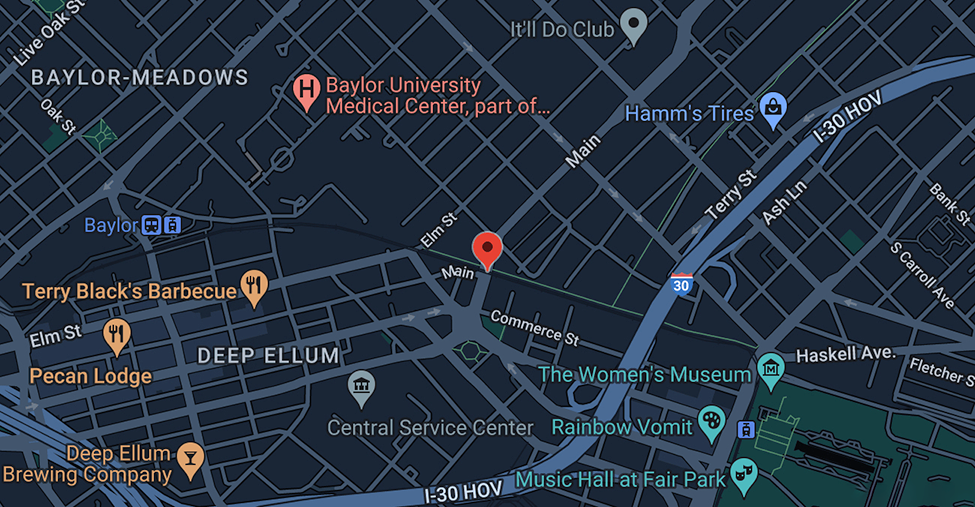 Live Oak St
It'll Do Club
BAYLOR-MEADOWS
Baylor University
Medical Center, part of...
Oak St
Hamm's Tires
I-30 HOV
Main
Terry St
Ash Ln
Bank St
Baylor
Elm St
S Carroll Ave
Main
Terry Black's Barbecue
30
Elm St
Commerce St
DEEP ELLUM
Haskell Ave.
Pecan Lodge
The Women's Museum
Fletcher S
Central Service Center
Rainbow Vomit
Deep Ellum
Brewing Company
Music Hall at Fair Park
I-30 HOV